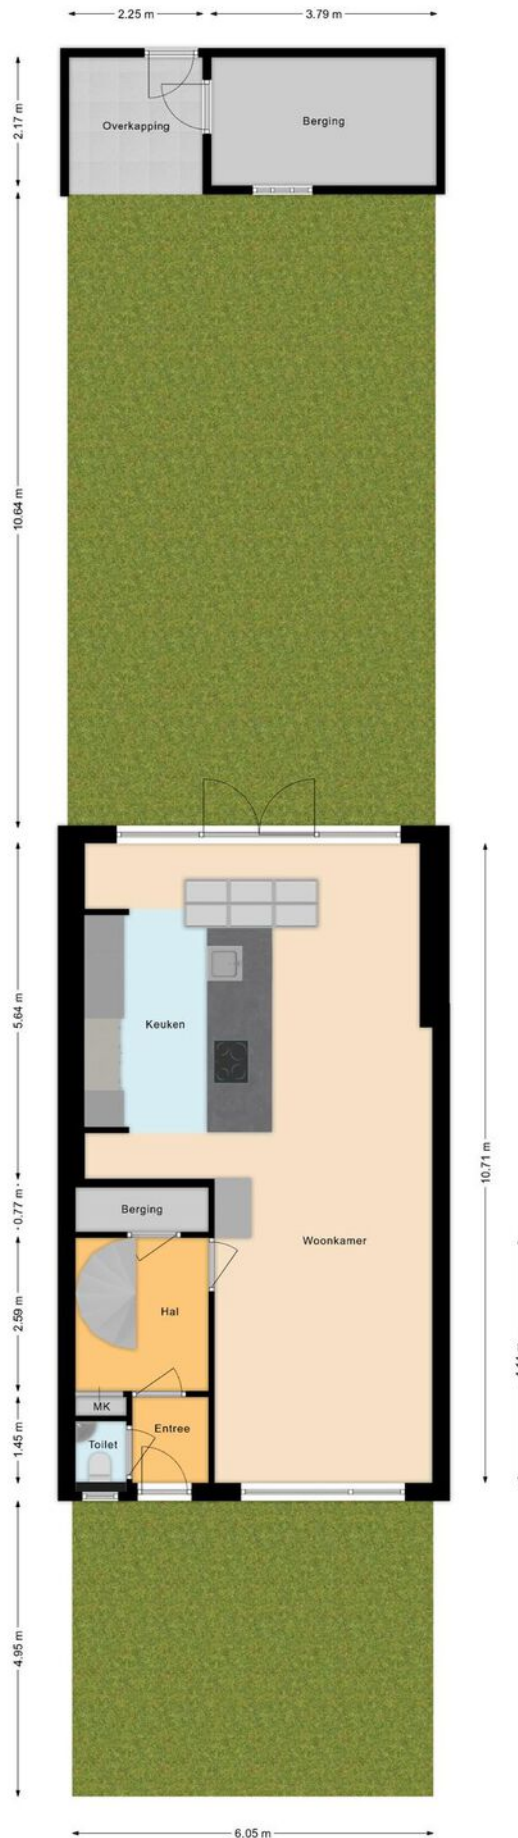 2.25 m
3.79 m
2.17 m
Overkapping
Berging
10.64 m
5.64 m
Keuken
10.71 m
0.77 m
Berging
Woonkamer
2.59 m
Hal
MK
1.45 m
Toilet
Entree
4.95 m
6.05 m